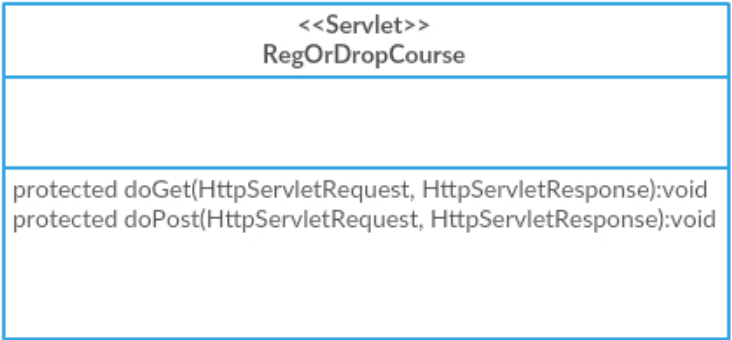 <<Servlet>>
RegOrDropCourse
protected doGet(HttpServletRequest, HttpServletResponse):void
protected doPost(HttpServletRequest, HttpServletResponse):void